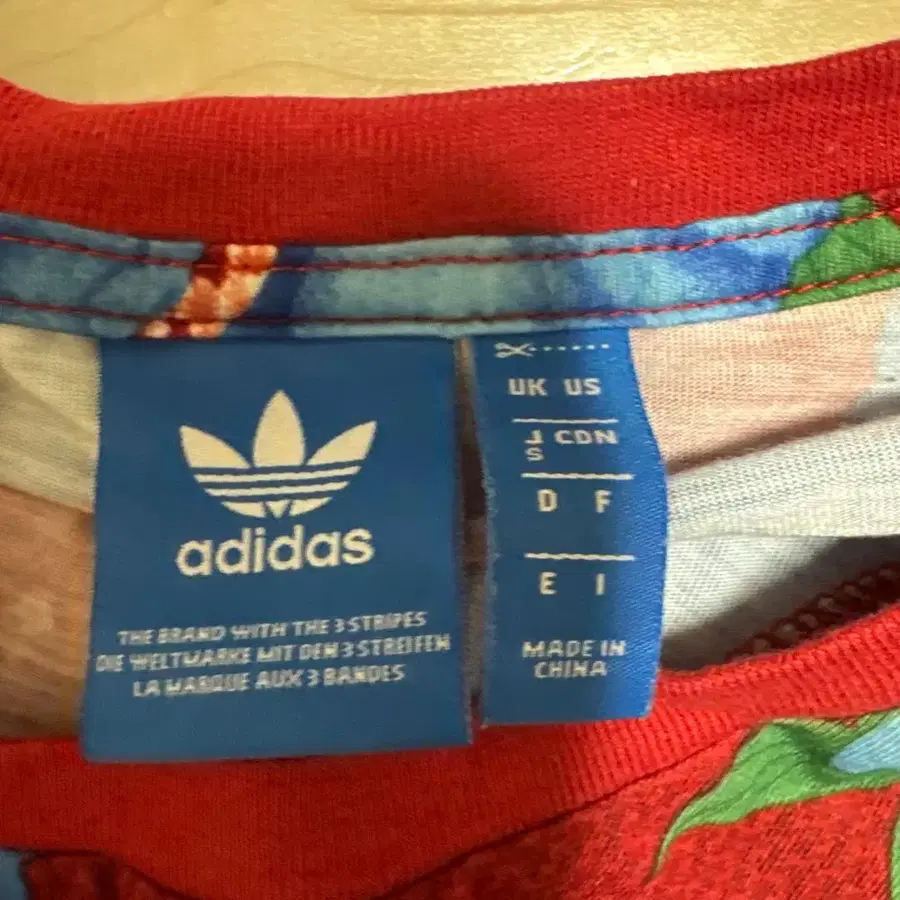 adidas
THE BRAND WITH THE 3 STRIPES
DIE WELTMARKE MIT DEN 3 STREIFEN
LA MARQUE AUX 3 BANDES
UK US
J CDN
S
D F
E I
MADE IN
CHINA